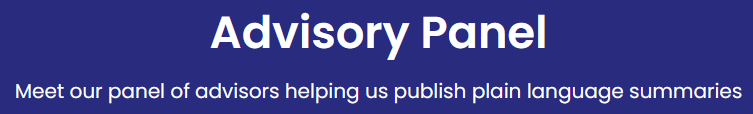 Advisory Panel
Meet our panel of advisors helping us publish plain language summaries